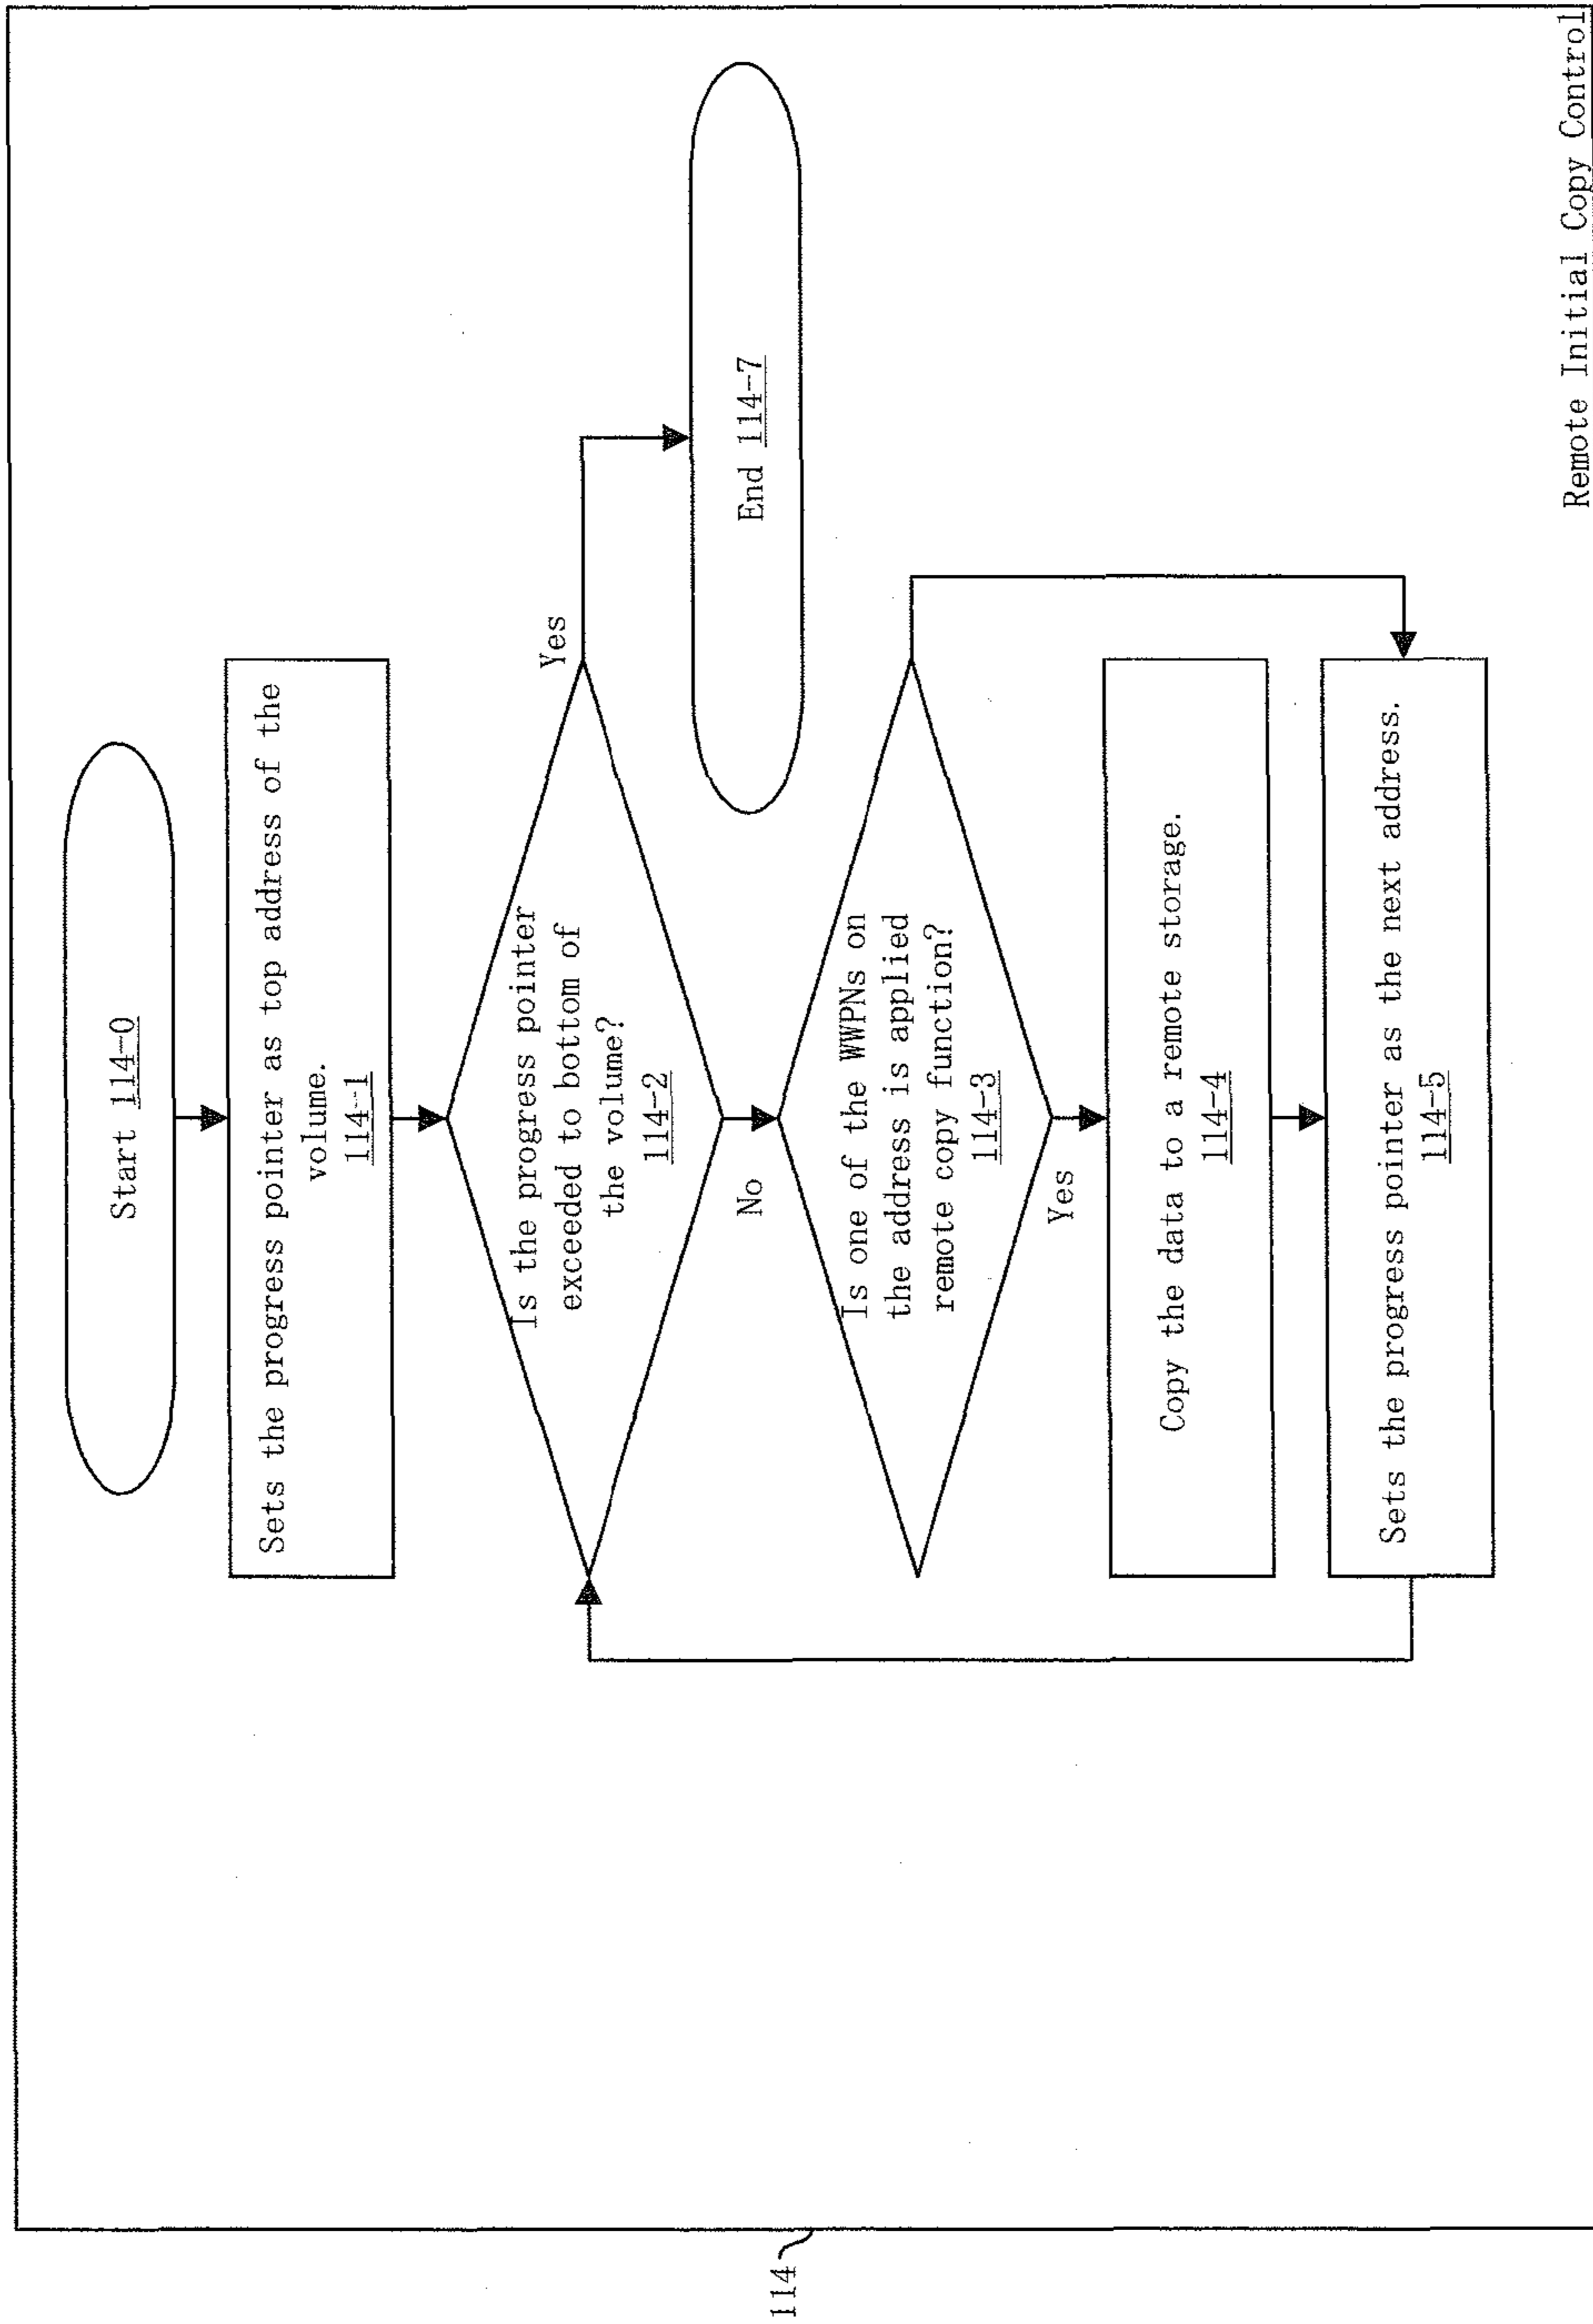 Start 114-0
Sets the progress pointer as top address of the
volume.
114-1
Is the progress pointer
exceeded to bottom of
the volume?
114-2
Yes
End 114-7
No
Is one of the WWPNs on
the address is applied
remote copy function?
114-3
Yes
Copy the data to a remote storage.
114-4
Sets the progress pointer as the next address.
114-5
114
Remote Initial Copy Control